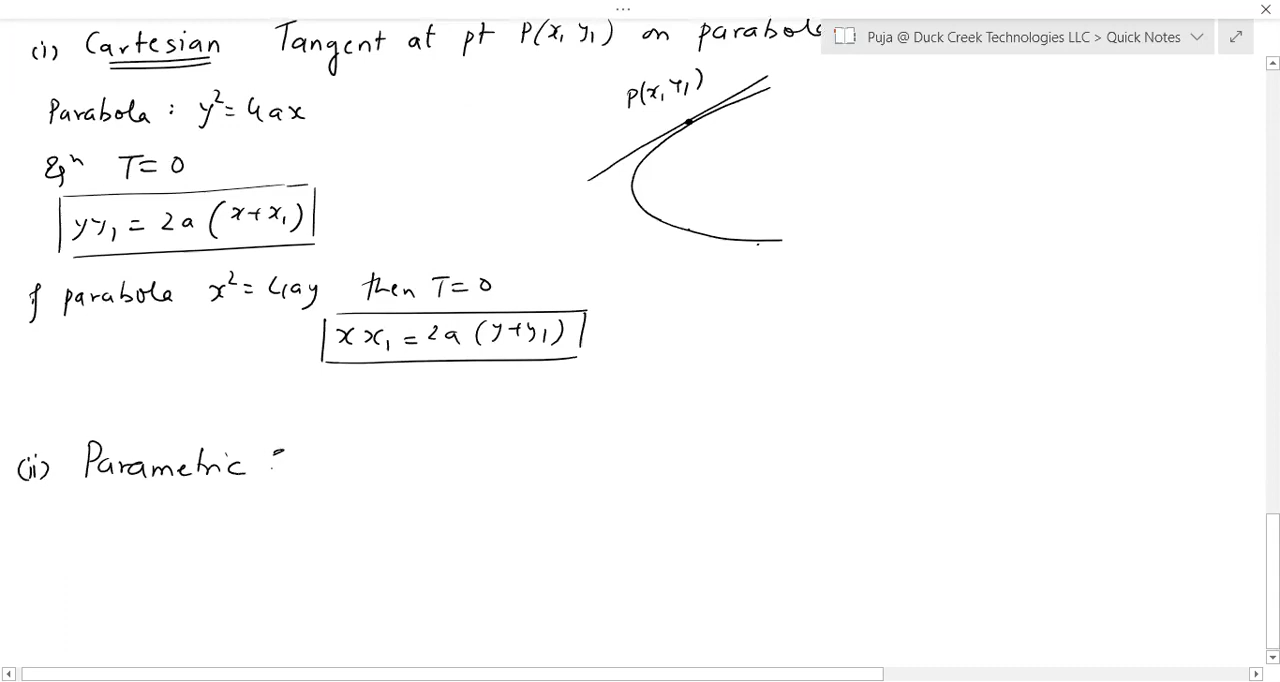 (i) Cartesian Tangent at pt P(x₁ y₁) on parabola
Puja @ Duck Creek Technologies LLC > Quick Notes
P(x₁ y₁)
Parabola : y² = 4ax
Eqⁿ T = 0
yy₁ = 2a (x + x₁)
If parabola x² = 4ay then T = 0
x x₁ = 2a (y + y₁)
(ii) Parametric :